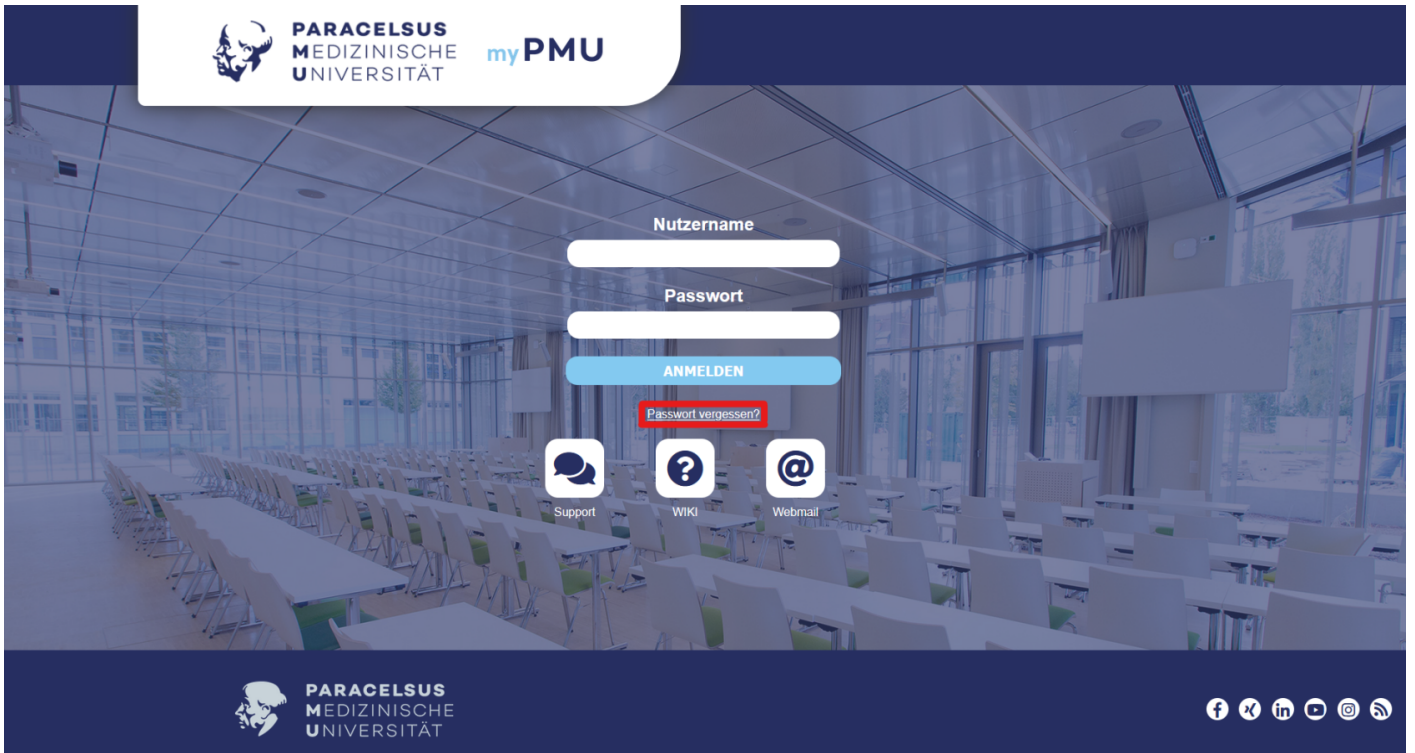 PARACELSUS
MEDIZINISCHE
UNIVERSITÄT
myPMU
Nutzername
Passwort
ANMELDEN
Passwort vergessen?
Support
WIKI
Webmail
PARACELSUS
MEDIZINISCHE
UNIVERSITÄT